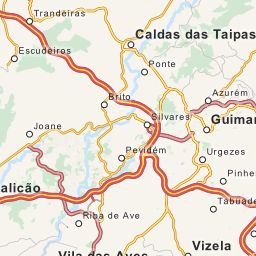 Trandeiras
Caldas das Taipas
Escudeiros
Ponte
Azurém
Brito
Silvares
Guimar
Joane
Pevidém
Urgezes
Pinhe
alicão
Tabuade
Riba de Ave
Vizela
Vila das Aves